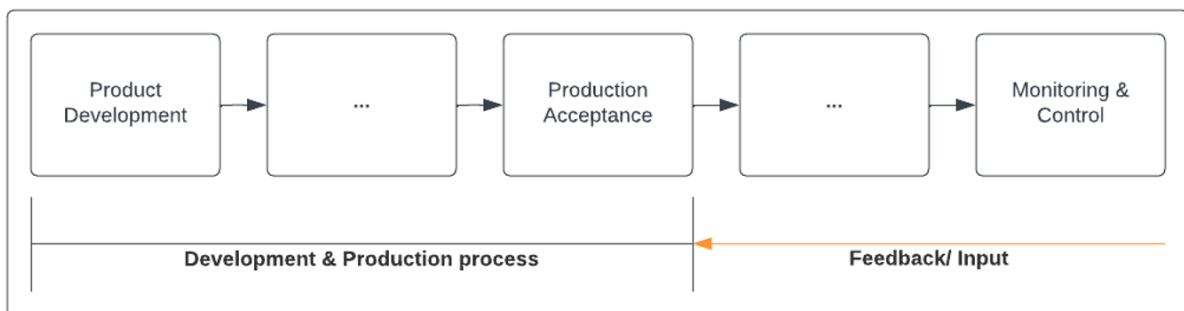 Product
Development
...
Production
Acceptance
...
Monitoring &
Control
Development & Production process
Feedback/ Input